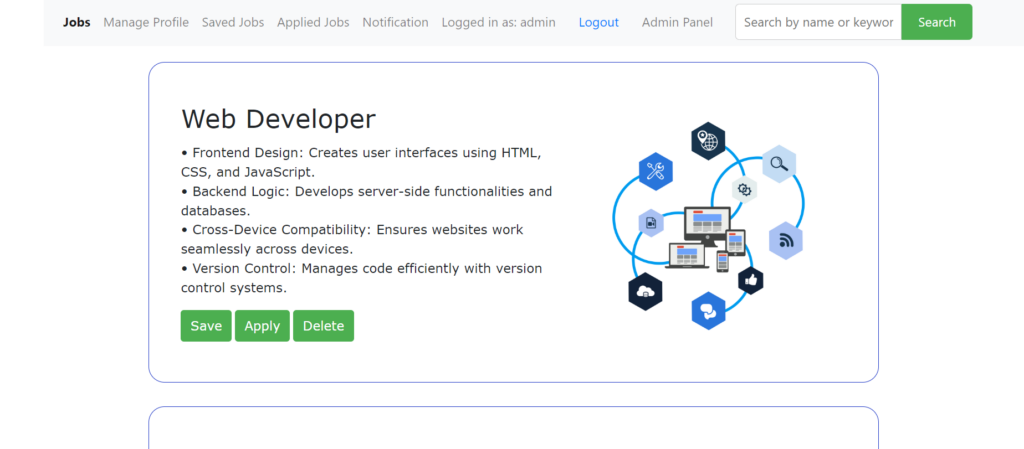 Jobs Manage Profile Saved Jobs Applied Jobs Notification Logged in as: admin Logout Admin Panel Search by name or keywor Search
Web Developer
• Frontend Design: Creates user interfaces using HTML,
CSS, and JavaScript.
• Backend Logic: Develops server-side functionalities and
databases.
• Cross-Device Compatibility: Ensures websites work
seamlessly across devices.
• Version Control: Manages code efficiently with version
control systems.
Save Apply Delete